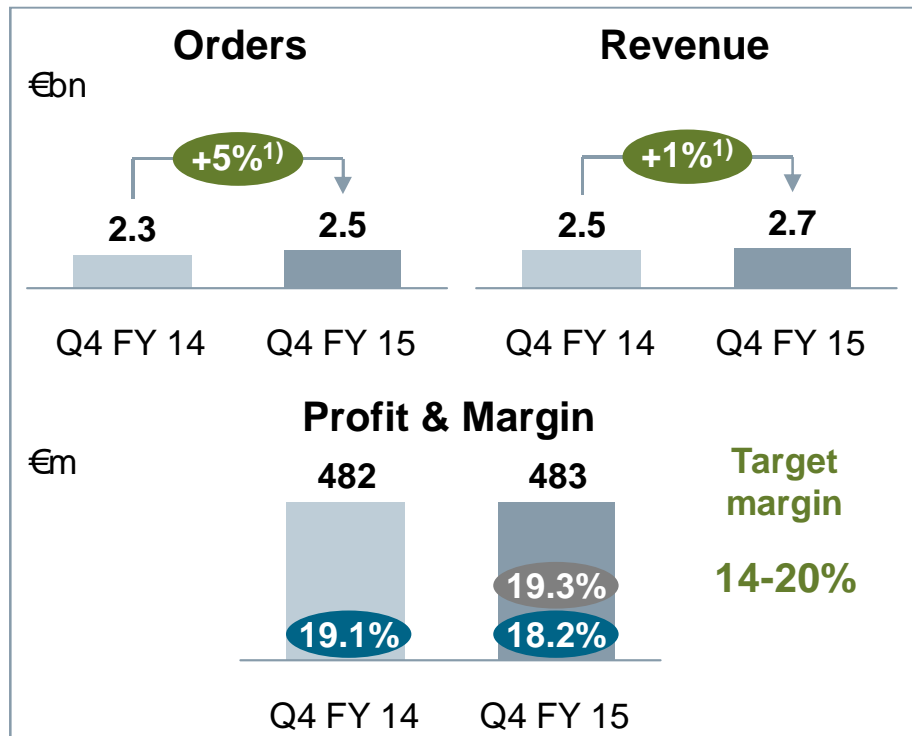 Orders
Revenue
€bn
+5%1)
+1%1)
2.3
2.5
2.5
2.7
Q4 FY 14
Q4 FY 15
Q4 FY 14
Q4 FY 15
Profit & Margin
€m
482
483
Target
margin
14-20%
19.3%
19.1%
18.2%
Q4 FY 14
Q4 FY 15